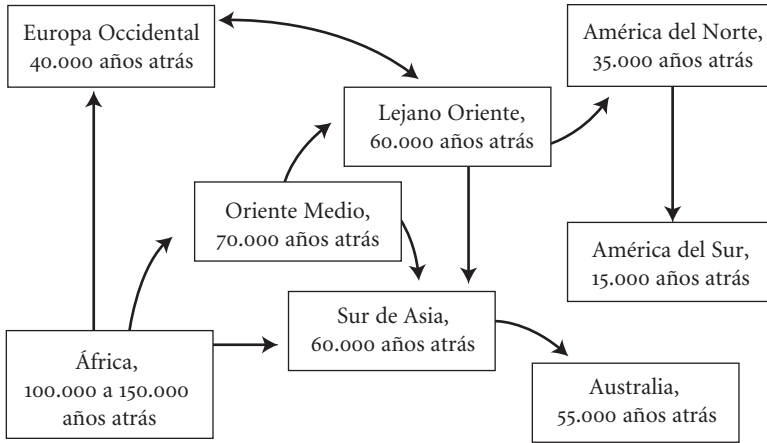 Europa Occidental
40.000 años atrás
América del Norte,
35.000 años atrás
Lejano Oriente,
60.000 años atrás
Oriente Medio,
70.000 años atrás
América del Sur,
15.000 años atrás
Sur de Asia,
60.000 años atrás
África,
100.000 a 150.000
años atrás
Australia,
55.000 años atrás